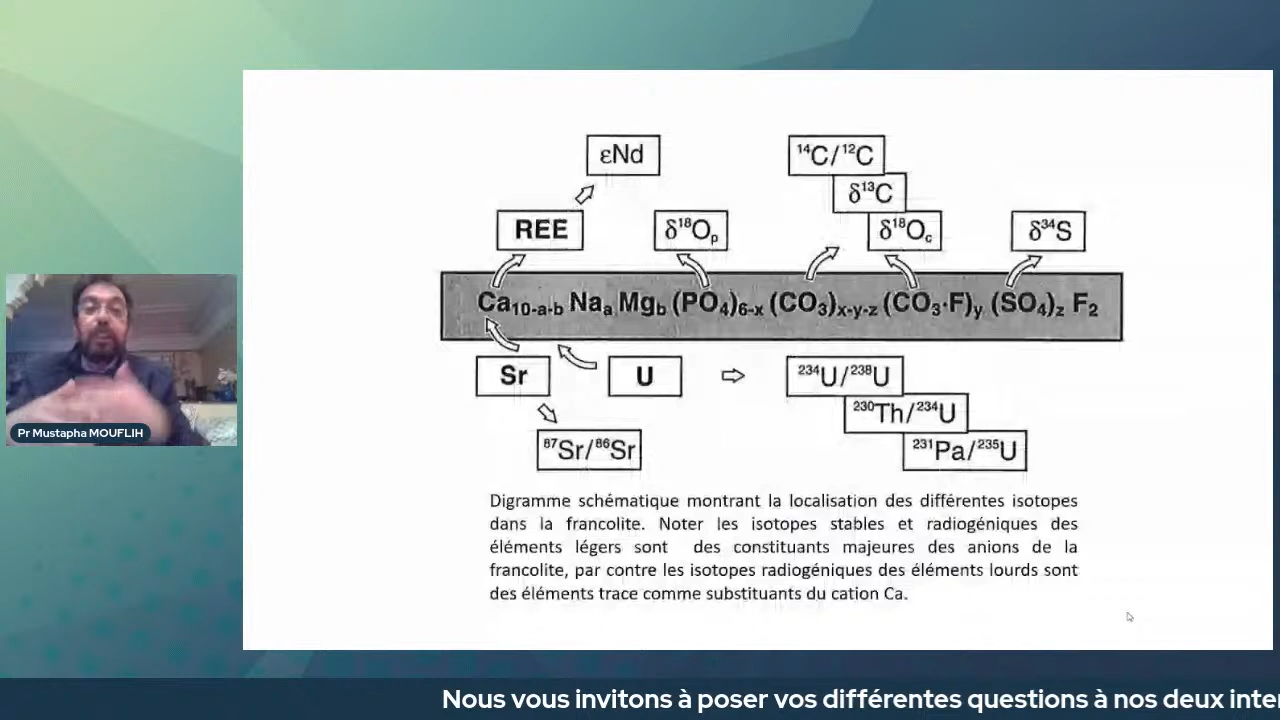 εNd
¹⁴C/¹²C
δ¹³C
REE
δ¹⁸Oₚ
δ¹⁸O꜀
δ³⁴S
Ca₁₀₋ₐ₋b Naₐ Mgb (PO₄)₆₋ₓ (CO₃)ₓ₋y₋z (CO₃·F)y (SO₄)z F₂
Sr
U
²³⁴U/²³⁸U
²³⁰Th/²³⁴U
⁸⁷Sr/⁸⁶Sr
²³¹Pa/²³⁵U
Digramme schématique montrant la localisation des différentes isotopes
dans la francolite. Noter les isotopes stables et radiogéniques des
éléments légers sont des constituants majeures des anions de la
francolite, par contre les isotopes radiogéniques des éléments lourds sont
des éléments trace comme substituants du cation Ca.
Pr Mustapha MOUFLIH
Nous vous invitons à poser vos différentes questions à nos deux inte